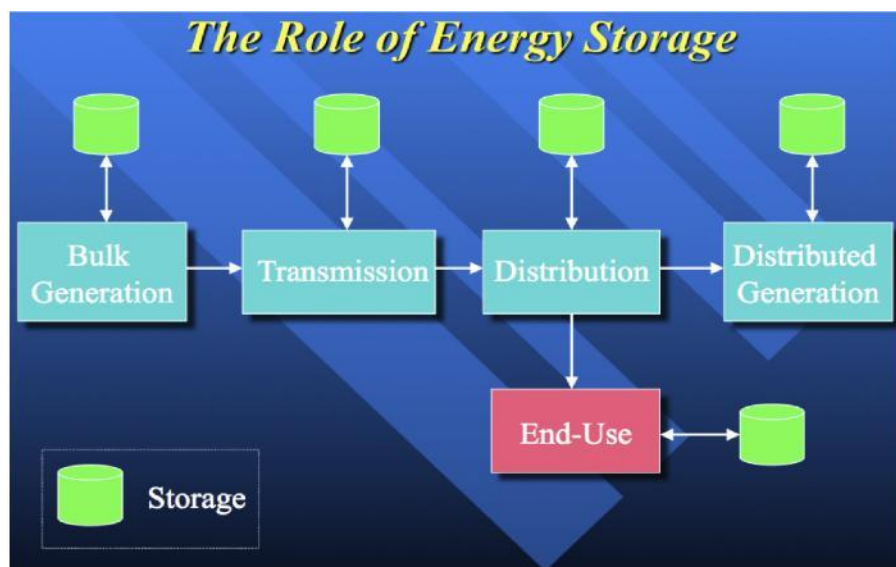 The Role of Energy Storage
Bulk
Generation
Transmission
Distribution
Distributed
Generation
End-Use
Storage